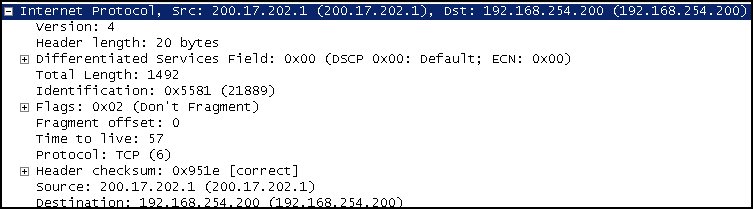 Internet Protocol, Src: 200.17.202.1 (200.17.202.1), Dst: 192.168.254.200 (192.168.254.200)
Version: 4
Header length: 20 bytes
Differentiated Services Field: 0x00 (DSCP 0x00: Default; ECN: 0x00)
Total Length: 1492
Identification: 0x5581 (21889)
Flags: 0x02 (Don't Fragment)
Fragment offset: 0
Time to live: 57
Protocol: TCP (6)
Header checksum: 0x951e [correct]
Source: 200.17.202.1 (200.17.202.1)
Destination: 192.168.254.200 (192.168.254.200)